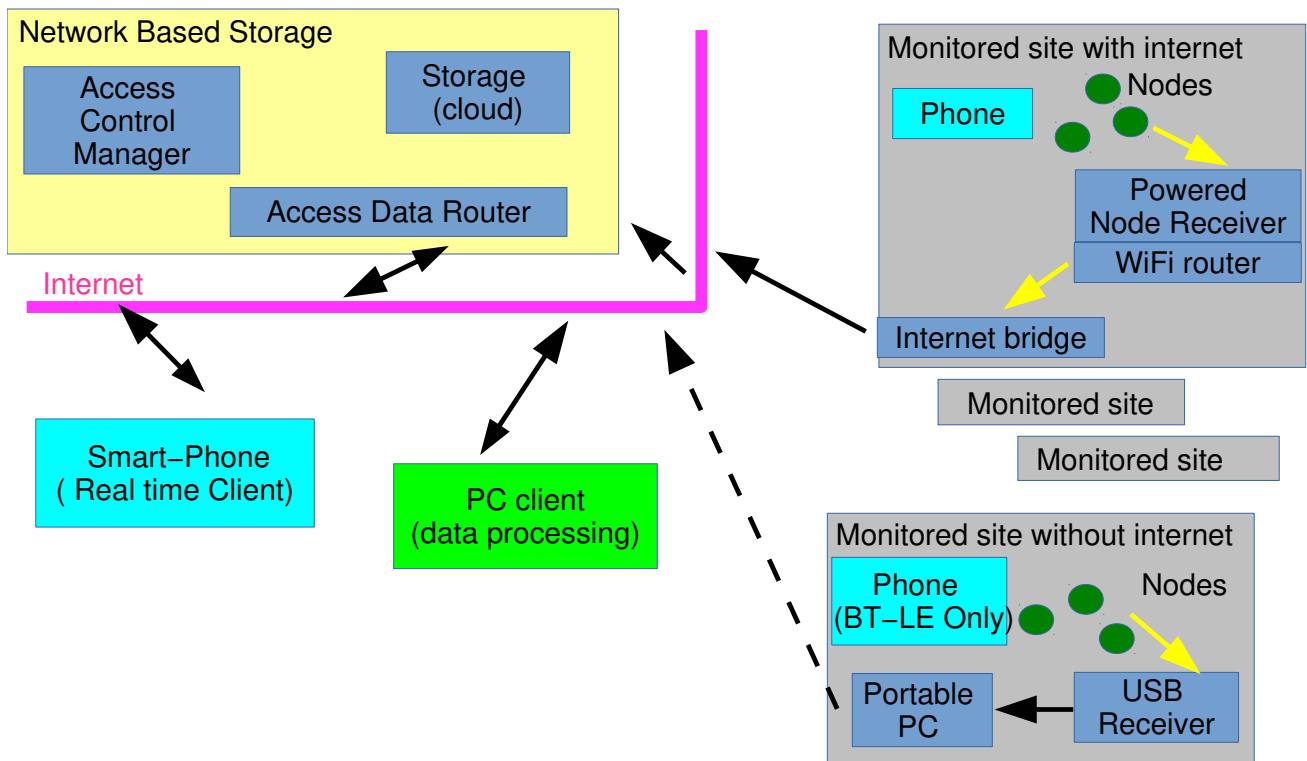 Network Based Storage
Access
Control
Manager
Storage
(cloud)
Access Data Router
Internet
Smart−Phone
( Real time Client)
PC client
(data processing)
Monitored site with internet
Phone
Nodes
Powered
Node Receiver
WiFi router
Internet bridge
Monitored site
Monitored site
Monitored site without internet
Phone
(BT−LE Only)
Nodes
Portable
PC
USB
Receiver